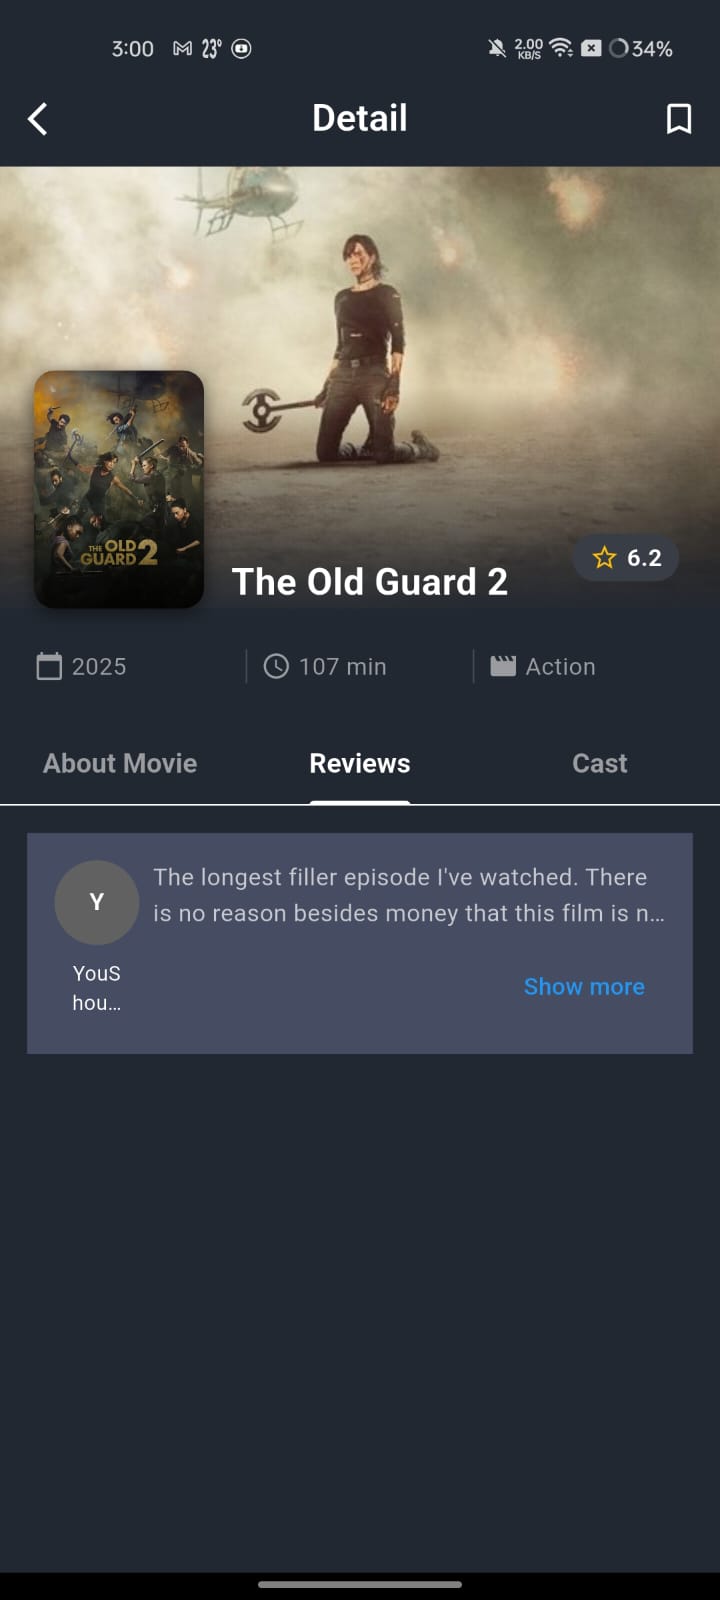 3:00 23°
2.00
KB/S
34%
Detail
THE OLD
GUARD 2
The Old Guard 2
6.2
2025
107 min
Action
About Movie
Reviews
Cast
Y
The longest filler episode I've watched. There
is no reason besides money that this film is n...
YouS
hou...
Show more